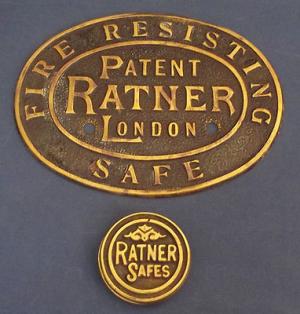 FIRE RESISTING
PATENT
RATNER
LONDON
SAFE
RATNER
SAFES